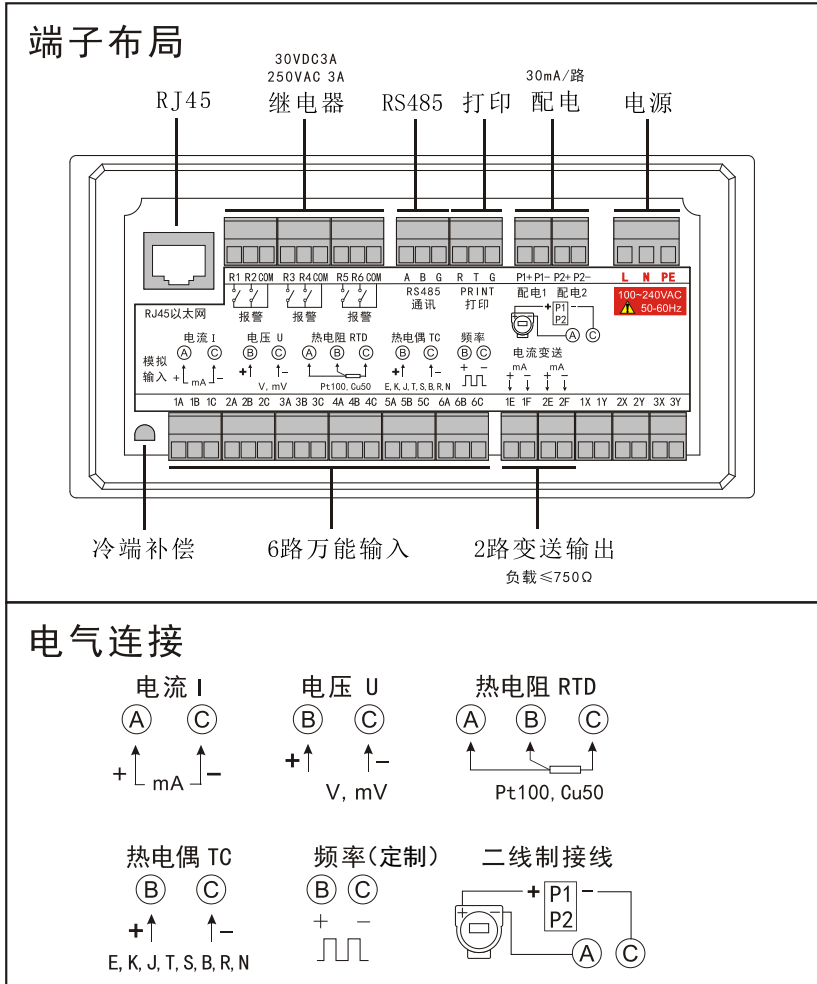 端子布局
30VDC3A
250VAC 3A
30mA/路
RJ45 继电器 RS485 打印 配电 电源
R1 R2 COM R3 R4 COM R5 R6 COM A B G R T G P1+ P1- P2+ P2- L N PE
RS485 PRINT 配电1 配电2
通讯 打印
100~240VAC
50-60Hz
+ P1 −
P2
A C
RJ45以太网 报警 报警 报警
模拟
输入
电流 I 电压 U 热电阻 RTD 热电偶 TC 频率 电流变送
A C B C A B C B C B C
+ mA − + − + − + − mA mA
V, mV Pt100, Cu50 E, K, J, T, S, B, R, N + − + −
1A 1B 1C 2A 2B 2C 3A 3B 3C 4A 4B 4C 5A 5B 5C 6A 6B 6C 1E 1F 2E 2F 1X 1Y 2X 2Y 3X 3Y
冷端补偿 6路万能输入 2路变送输出
负载≤750Ω
电气连接
电流 I 电压 U 热电阻 RTD
A C B C A B C
+ mA − + −
V, mV Pt100, Cu50
热电偶 TC 频率(定制) 二线制接线
B C B C + P1 −
+ − + − + − P2
E, K, J, T, S, B, R, N A C